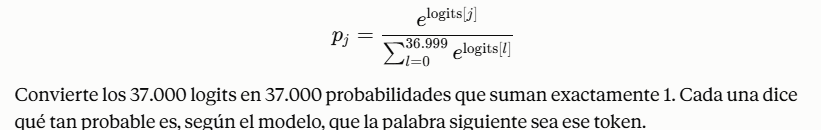 p_j = \frac{e^{\text{logits}[j]}}{\sum_{l=0}^{36.999} e^{\text{logits}[l]}}
Convierte los 37.000 logits en 37.000 probabilidades que suman exactamente 1. Cada una dice
qué tan probable es, según el modelo, que la palabra siguiente sea ese token.